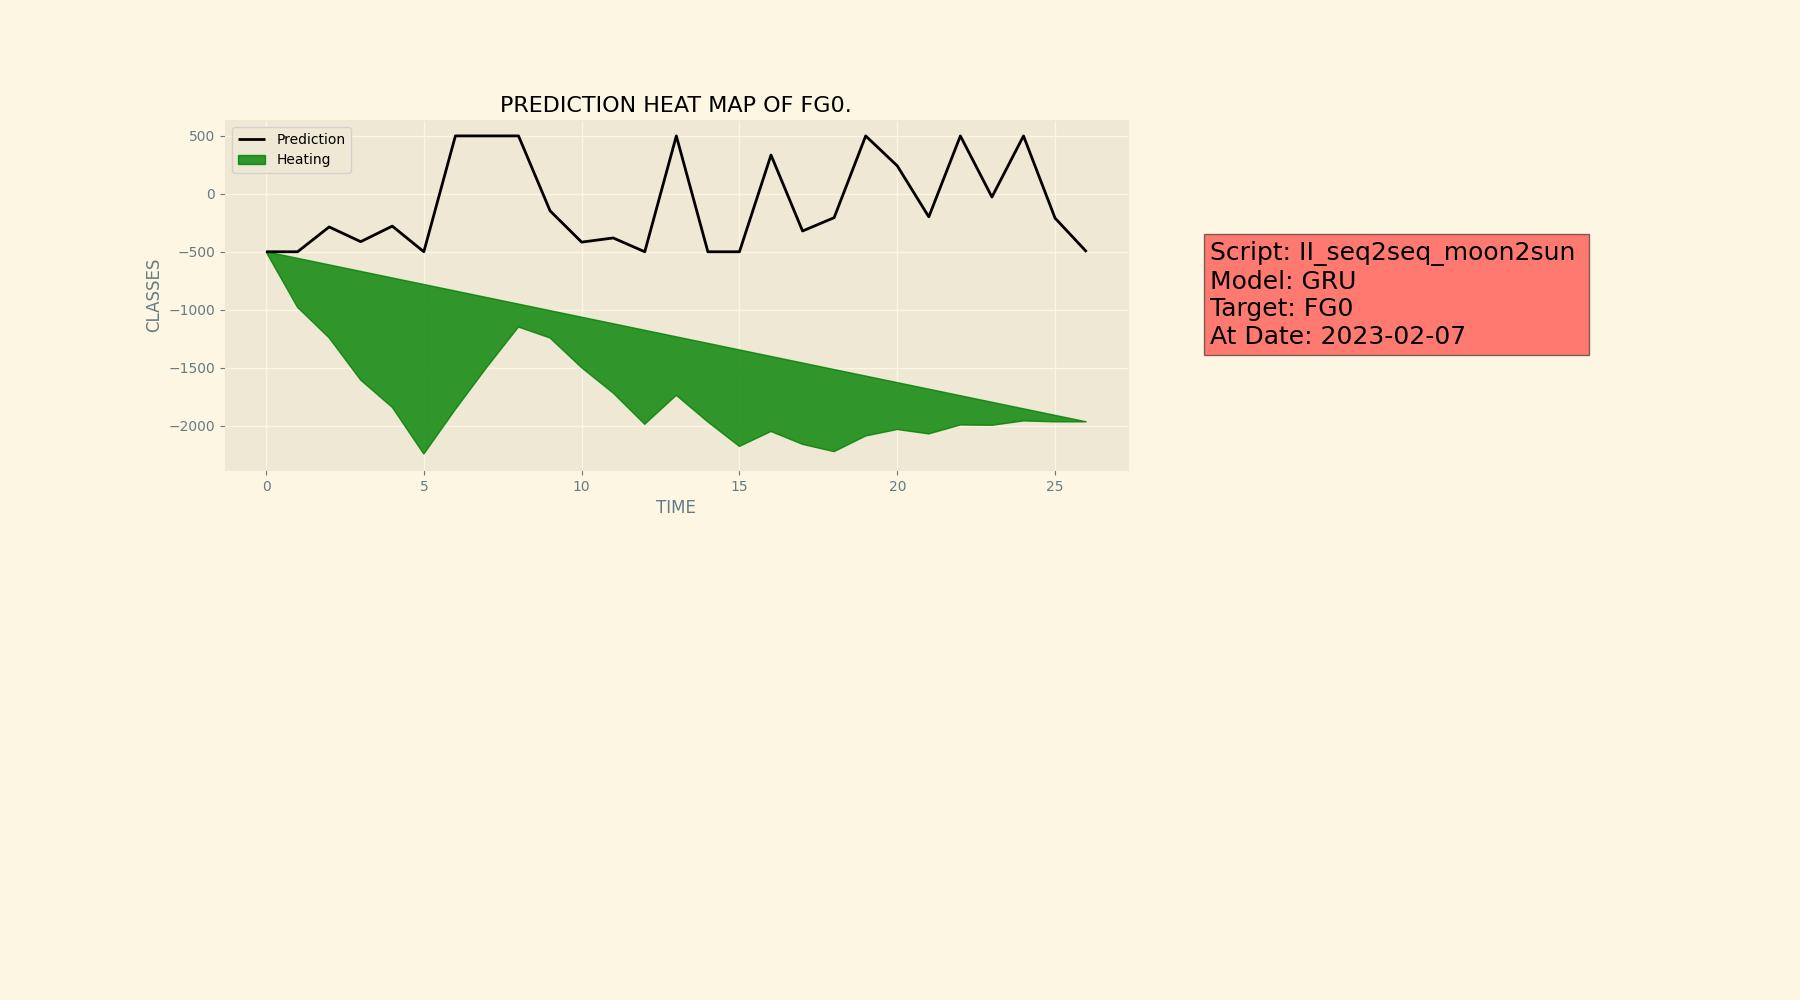 PREDICTION HEAT MAP OF FG0.
Prediction
Heating
500
0
−500
−1000
−1500
−2000
CLASSES
0 5 10 15 20 25
TIME
Script: II_seq2seq_moon2sun
Model: GRU
Target: FG0
At Date: 2023-02-07